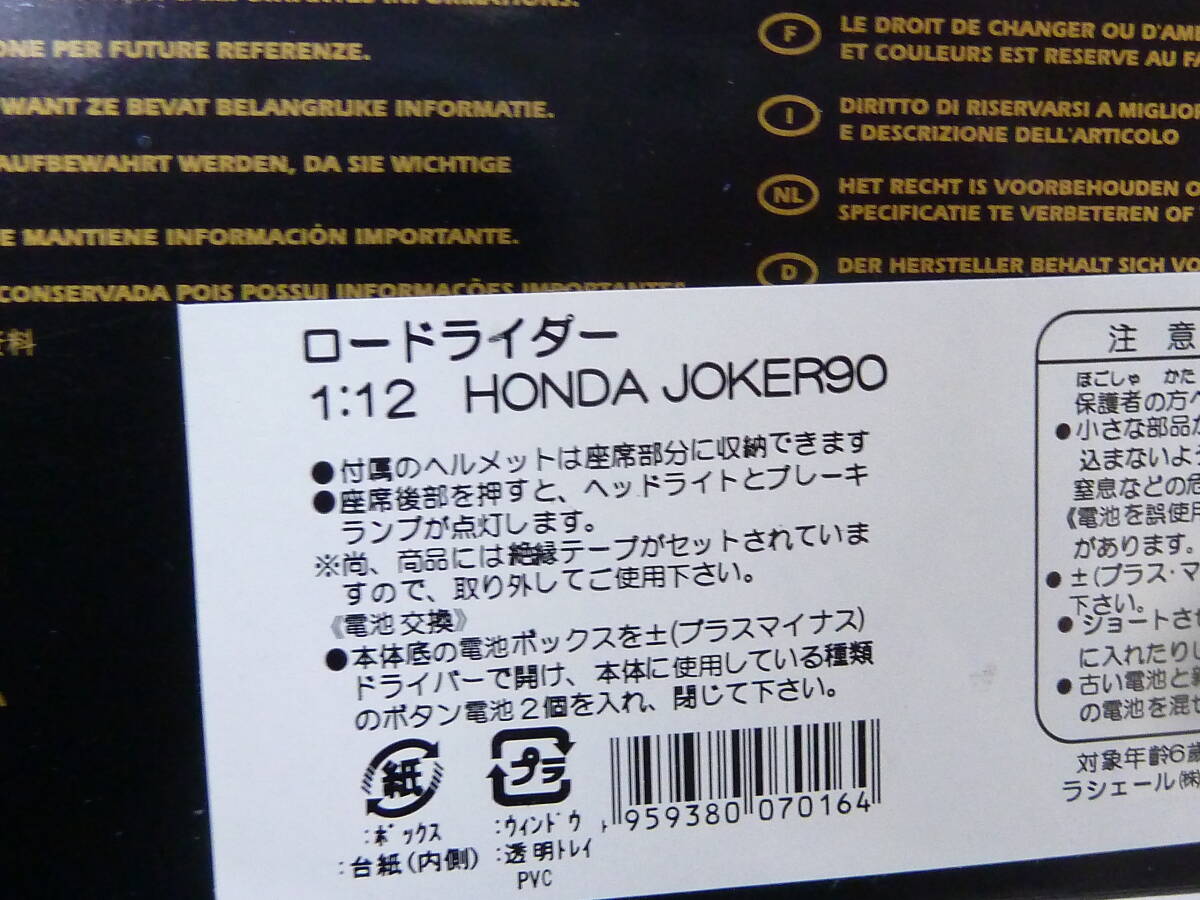 INFORMATIONS.
ONE PER FUTURE REFERENZE.
WANT ZE BEVAT BELANGRIJKE INFORMATIE.
AUFBEWAHRT WERDEN, DA SIE WICHTIGE
E MANTIENE INFORMACIÓN IMPORTANTE.
CONSERVADA POIS POSSUI INFORMAÇÕES IMPORTANTES
料
F LE DROIT DE CHANGER OU D'AME
ET COULEURS EST RESERVE AU FA
I DIRITTO DI RISERVARSI A MIGLIOR
E DESCRIZIONE DELL'ARTICOLO
NL HET RECHT IS VOORBEHOUDEN O
SPECIFICATIE TE VERBETEREN OF
D DER HERSTELLER BEHALT SICH VO
ロードライダー
1:12 HONDA JOKER90
●付属のヘルメットは座席部分に収納できます
●座席後部を押すと、ヘッドライトとブレーキ
ランプが点灯します。
※尚、商品には絶縁テープがセットされていま
すので、取り外してご使用下さい。
《電池交換》
●本体底の電池ボックスを±(プラスマイナス)
ドライバーで開け、本体に使用している種類
のボタン電池2個を入れ、閉じて下さい。
紙
:ボックス
:台紙(内側)
プラ
:ウィンドウ
:透明トレイ
PVC
959380 070164
注意
ほごしゃ かた
保護者の方へ
●小さな部品が
込まないよう
窒息などの危
《電池を誤使用
があります。
●±(プラス・マ
下さい。
●ショートさせ
に入れたりし
●古い電池と新
の電池を混ぜ
対象年齢6歳
ラシェール㈱